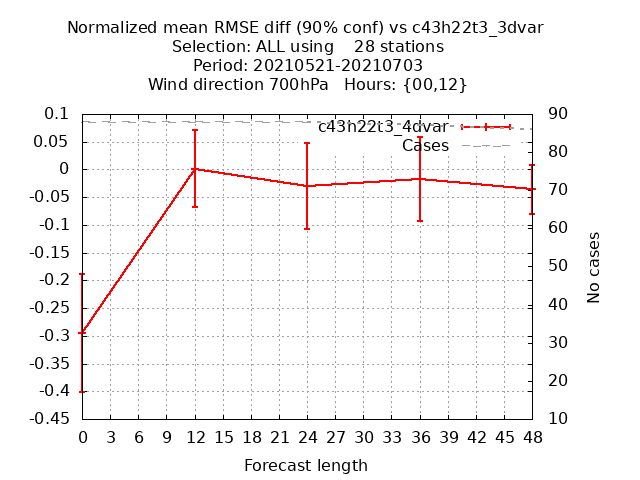 Normalized mean RMSE diff (90% conf) vs c43h22t3_3dvar
Selection: ALL using    28 stations
Period: 20210521-20210703
Wind direction 700hPa   Hours: {00,12}
0.1
0.05
0
-0.05
-0.1
-0.15
-0.2
-0.25
-0.3
-0.35
-0.4
-0.45
c43h22t3_4dvar
Cases
90
80
70
60
50
40
30
20
10
No cases
0 3 6 9 12 15 18 21 24 27 30 33 36 39 42 45 48
Forecast length